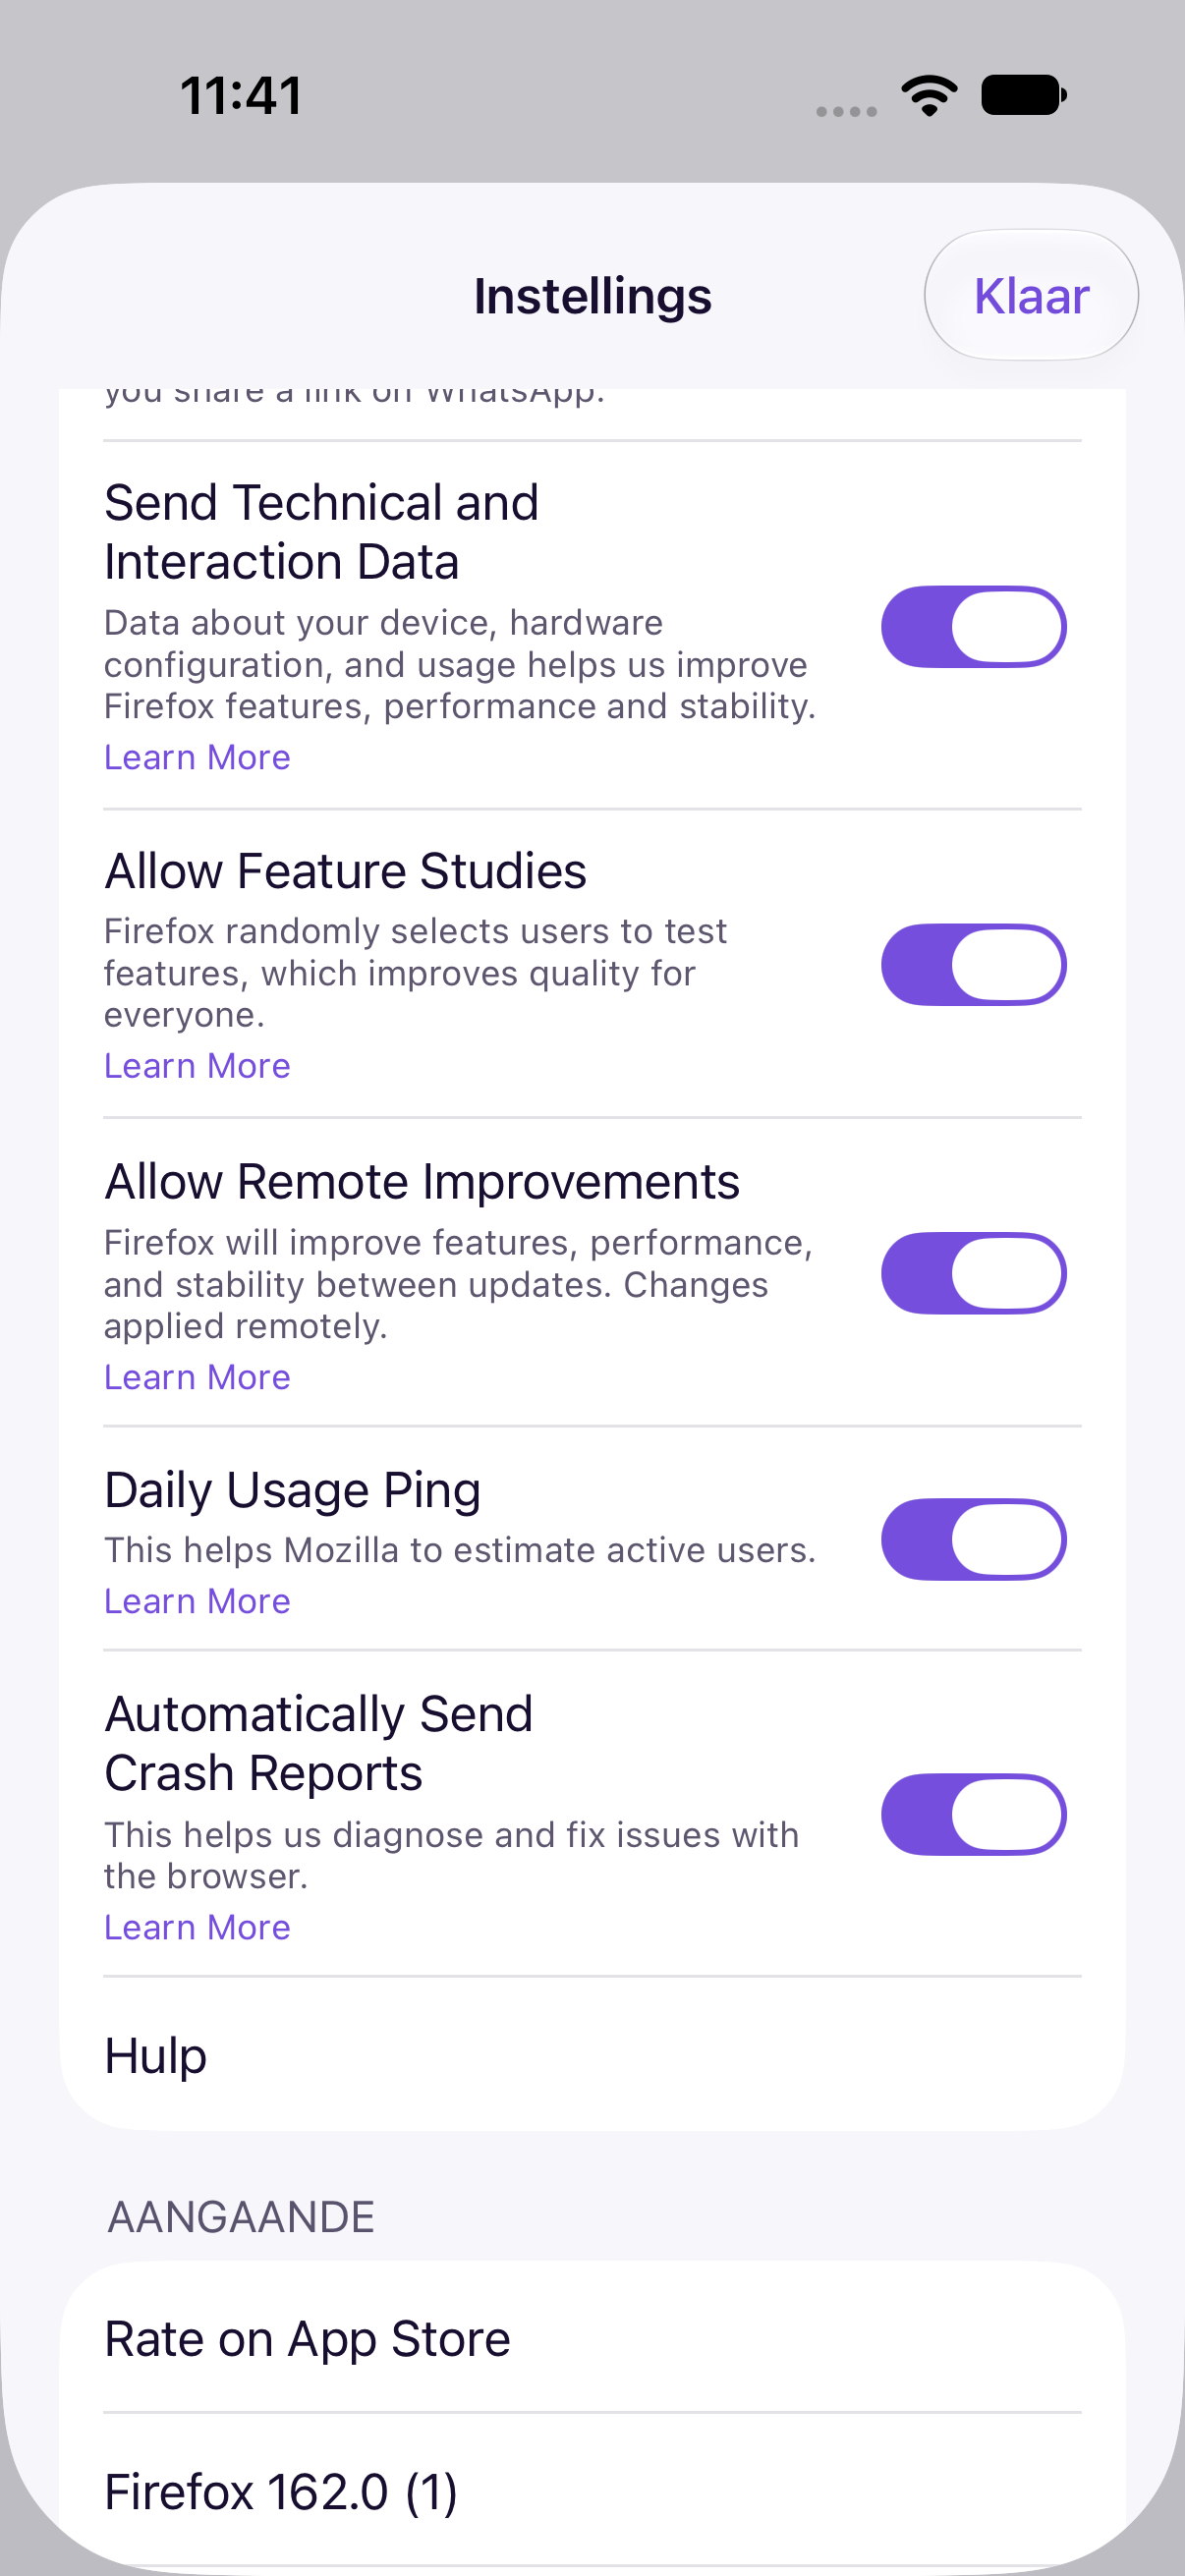 11:41
Instellings
Klaar
you share a link on WhatsApp.
Send Technical and
Interaction Data
Data about your device, hardware
configuration, and usage helps us improve
Firefox features, performance and stability.
Learn More
Allow Feature Studies
Firefox randomly selects users to test
features, which improves quality for
everyone.
Learn More
Allow Remote Improvements
Firefox will improve features, performance,
and stability between updates. Changes
applied remotely.
Learn More
Daily Usage Ping
This helps Mozilla to estimate active users.
Learn More
Automatically Send
Crash Reports
This helps us diagnose and fix issues with
the browser.
Learn More
Hulp
AANGAANDE
Rate on App Store
Firefox 162.0 (1)